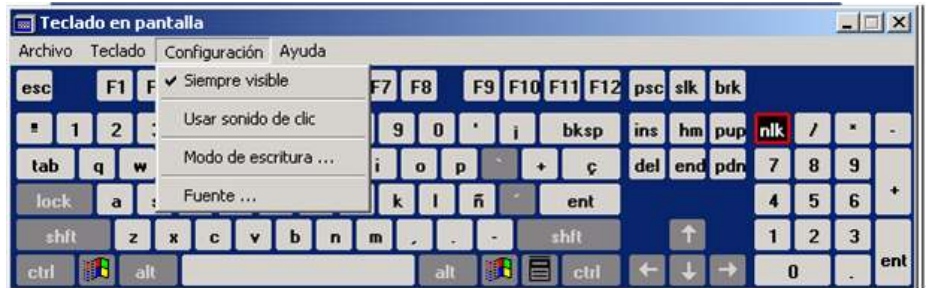 Teclado en pantalla
Archivo Teclado Configuración Ayuda
Siempre visible
Usar sonido de clic
Modo de escritura ...
Fuente ...
esc F1 F7 F8 F9 F10 F11 F12 psc slk brk
1 2 9 0 ' ¡ bksp ins hm pup nlk / * -
tab q w i o p ` + ç del end pdn 7 8 9 +
lock a k l ñ ´ ent 4 5 6
shft z x c v b n m , . - shft ↑ 1 2 3 ent
ctrl alt alt ctrl ← ↓ → 0 .